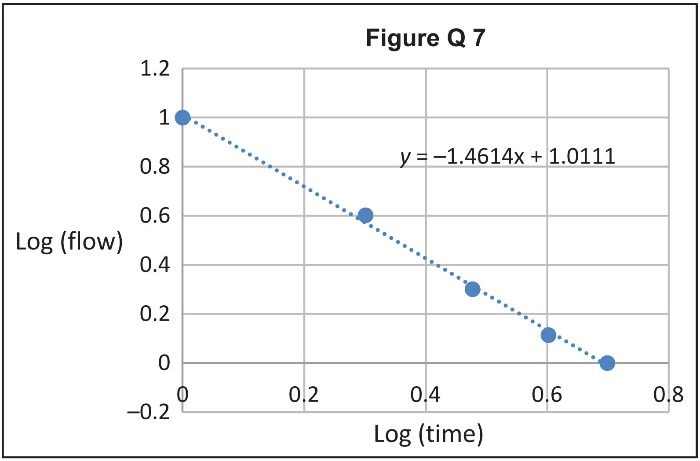 Figure Q 7
1.2
1
0.8
0.6
0.4
0.2
0
–0.2
y = –1.4614x + 1.0111
Log (flow)
0 0.2 0.4 0.6 0.8
Log (time)